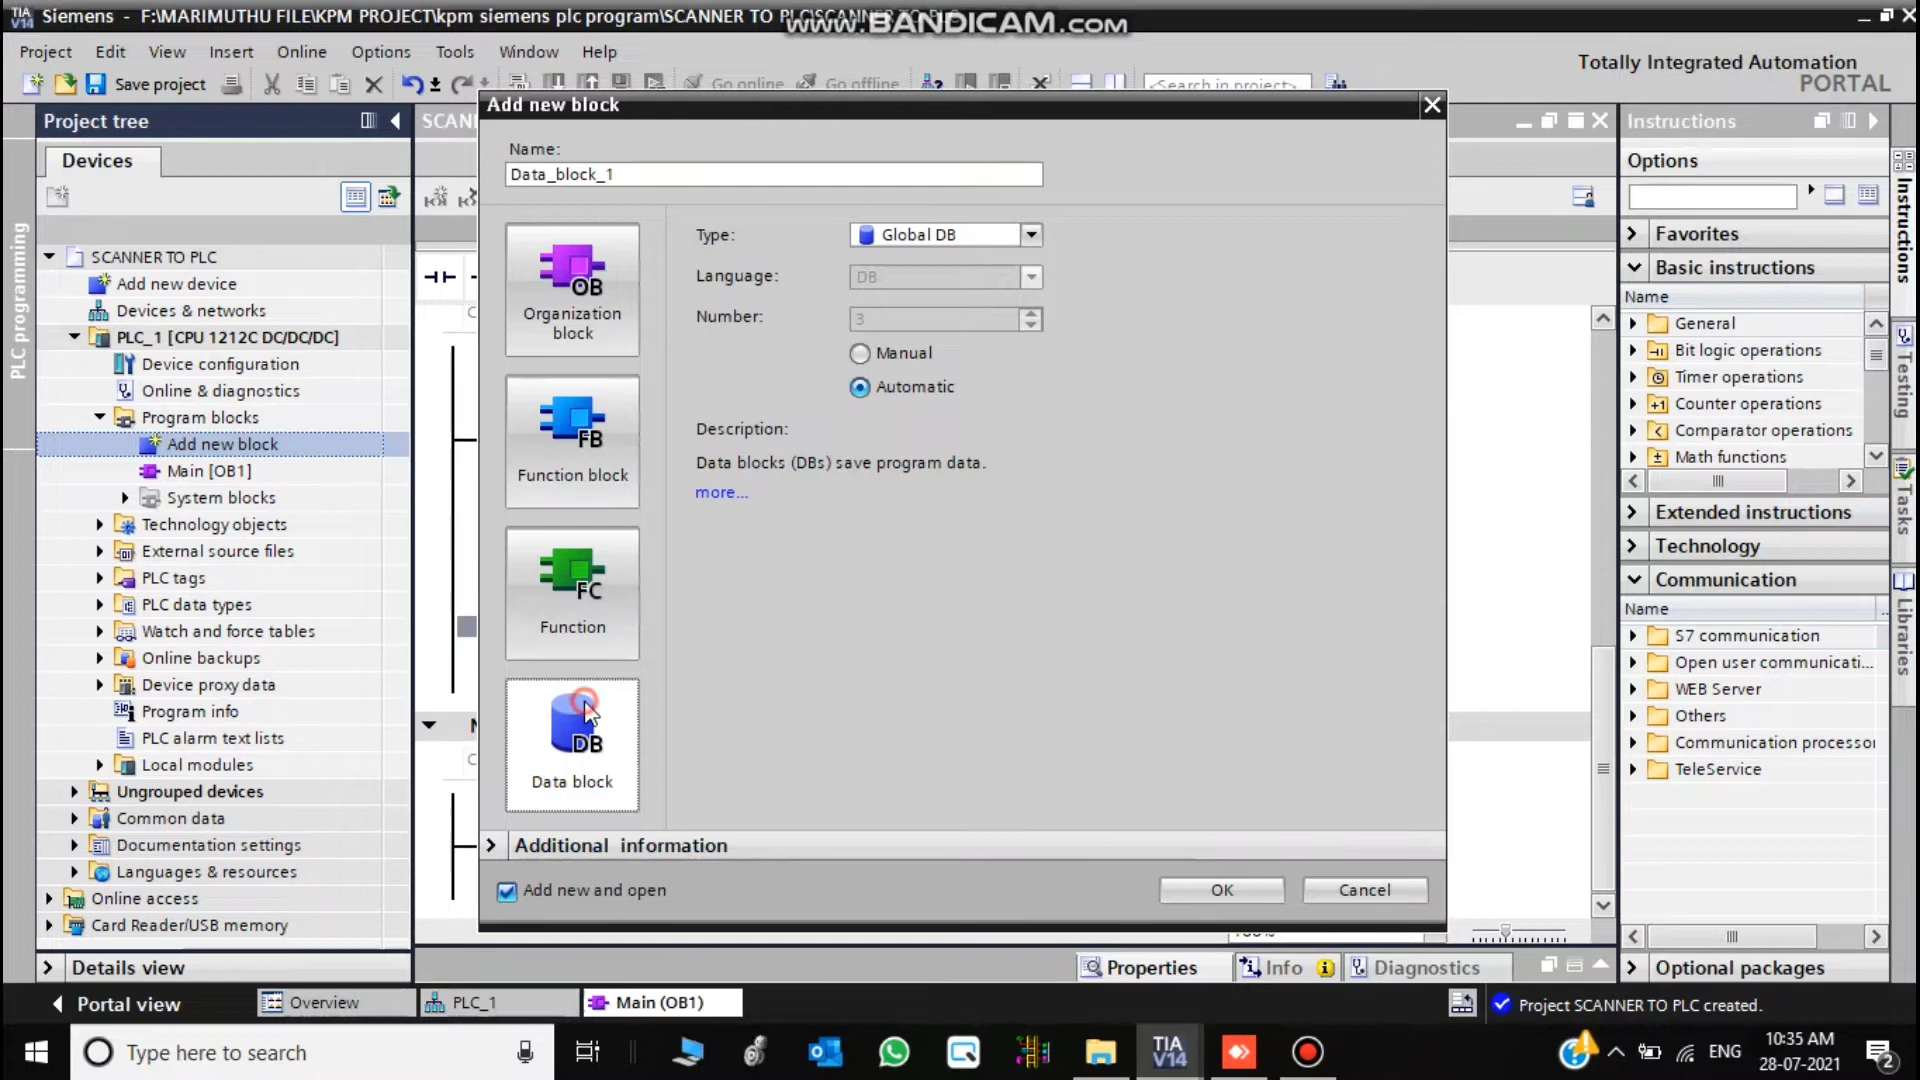 Siemens - F:\MARIMUTHU FILE\KPM PROJECT\kpm siemens plc program\SCANNER TO PLC\SCANNER TO PLC
www.BANDICAM.com
Project Edit View Insert Online Options Tools Window Help
Totally Integrated Automation
PORTAL
Save project
Go online
Go offline
<Search in project>
Project tree
Devices
PLC programming
SCANNER TO PLC
Add new device
Devices & networks
PLC_1 [CPU 1212C DC/DC/DC]
Device configuration
Online & diagnostics
Program blocks
Add new block
Main [OB1]
System blocks
Technology objects
External source files
PLC tags
PLC data types
Watch and force tables
Online backups
Device proxy data
Program info
PLC alarm text lists
Local modules
Ungrouped devices
Common data
Documentation settings
Languages & resources
Online access
Card Reader/USB memory
Details view
SCAN
Add new block
Name:
Data_block_1
OB
Organization block
FB
Function block
FC
Function
DB
Data block
Type: Global DB
Language: DB
Number: 3
Manual
Automatic
Description:
Data blocks (DBs) save program data.
more...
Additional information
Add new and open
OK
Cancel
Properties
Info
Diagnostics
Instructions
Options
Favorites
Basic instructions
Name
General
Bit logic operations
Timer operations
Counter operations
Comparator operations
Math functions
Extended instructions
Technology
Communication
Name
S7 communication
Open user communicati...
WEB Server
Others
Communication processo
TeleService
Optional packages
Instructions
Testing
Tasks
Libraries
Portal view
Overview
PLC_1
Main (OB1)
Project SCANNER TO PLC created.
Type here to search
TIA
V14
ENG
10:35 AM
28-07-2021
2